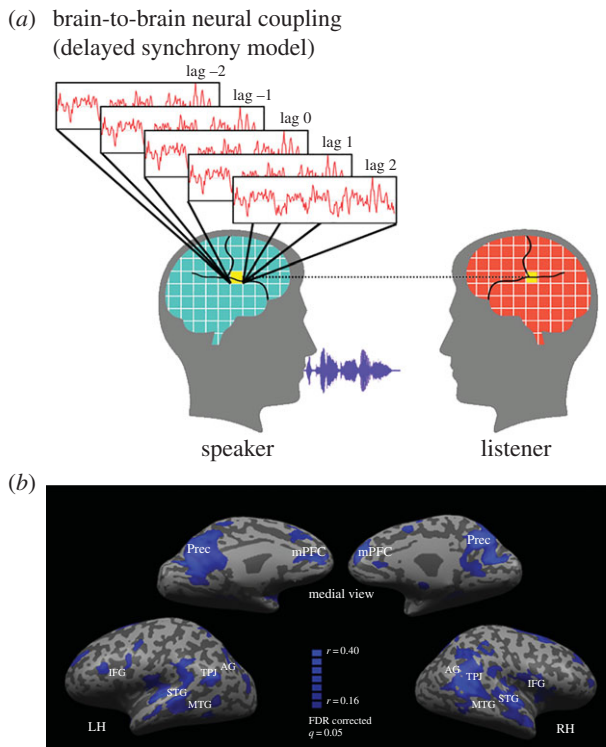 (a) brain-to-brain neural coupling
(delayed synchrony model)
lag –2
lag –1
lag 0
lag 1
lag 2
speaker
listener
(b)
Prec
mPFC
mPFC
Prec
medial view
IFG
STG
MTG
TPJ
AG
LH
r = 0.40
r = 0.16
FDR corrected
q = 0.05
AG
TPJ
MTG
STG
IFG
RH